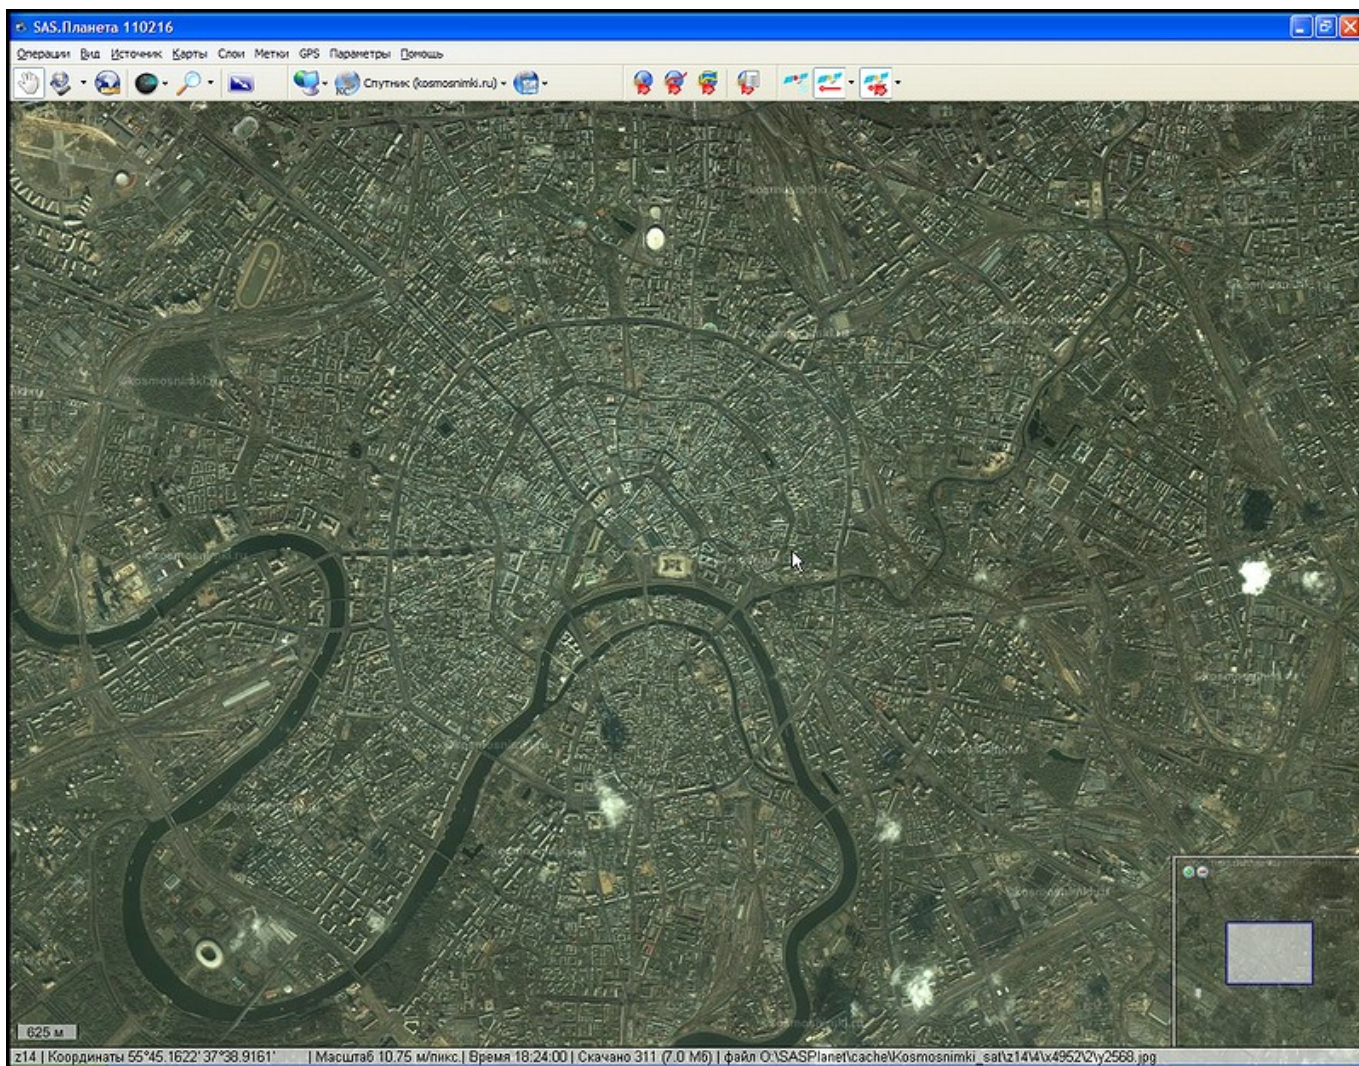 SAS.Планета 110216
Операции Вид Источник Карты Слои Метки GPS Параметры Помощь
Спутник (kosmosnimki.ru)
©kosmosnimki.ru
625 м
z14 | Координаты 55°45.1622' 37°38.9161' | Масштаб 10.75 м/пикс. | Время 18:24:00 | Скачано 311 (7.0 Мб) | файл O:\SASPlanet\cache\Kosmosnimki_sat\z14\4\x4952\2\y2568.jpg